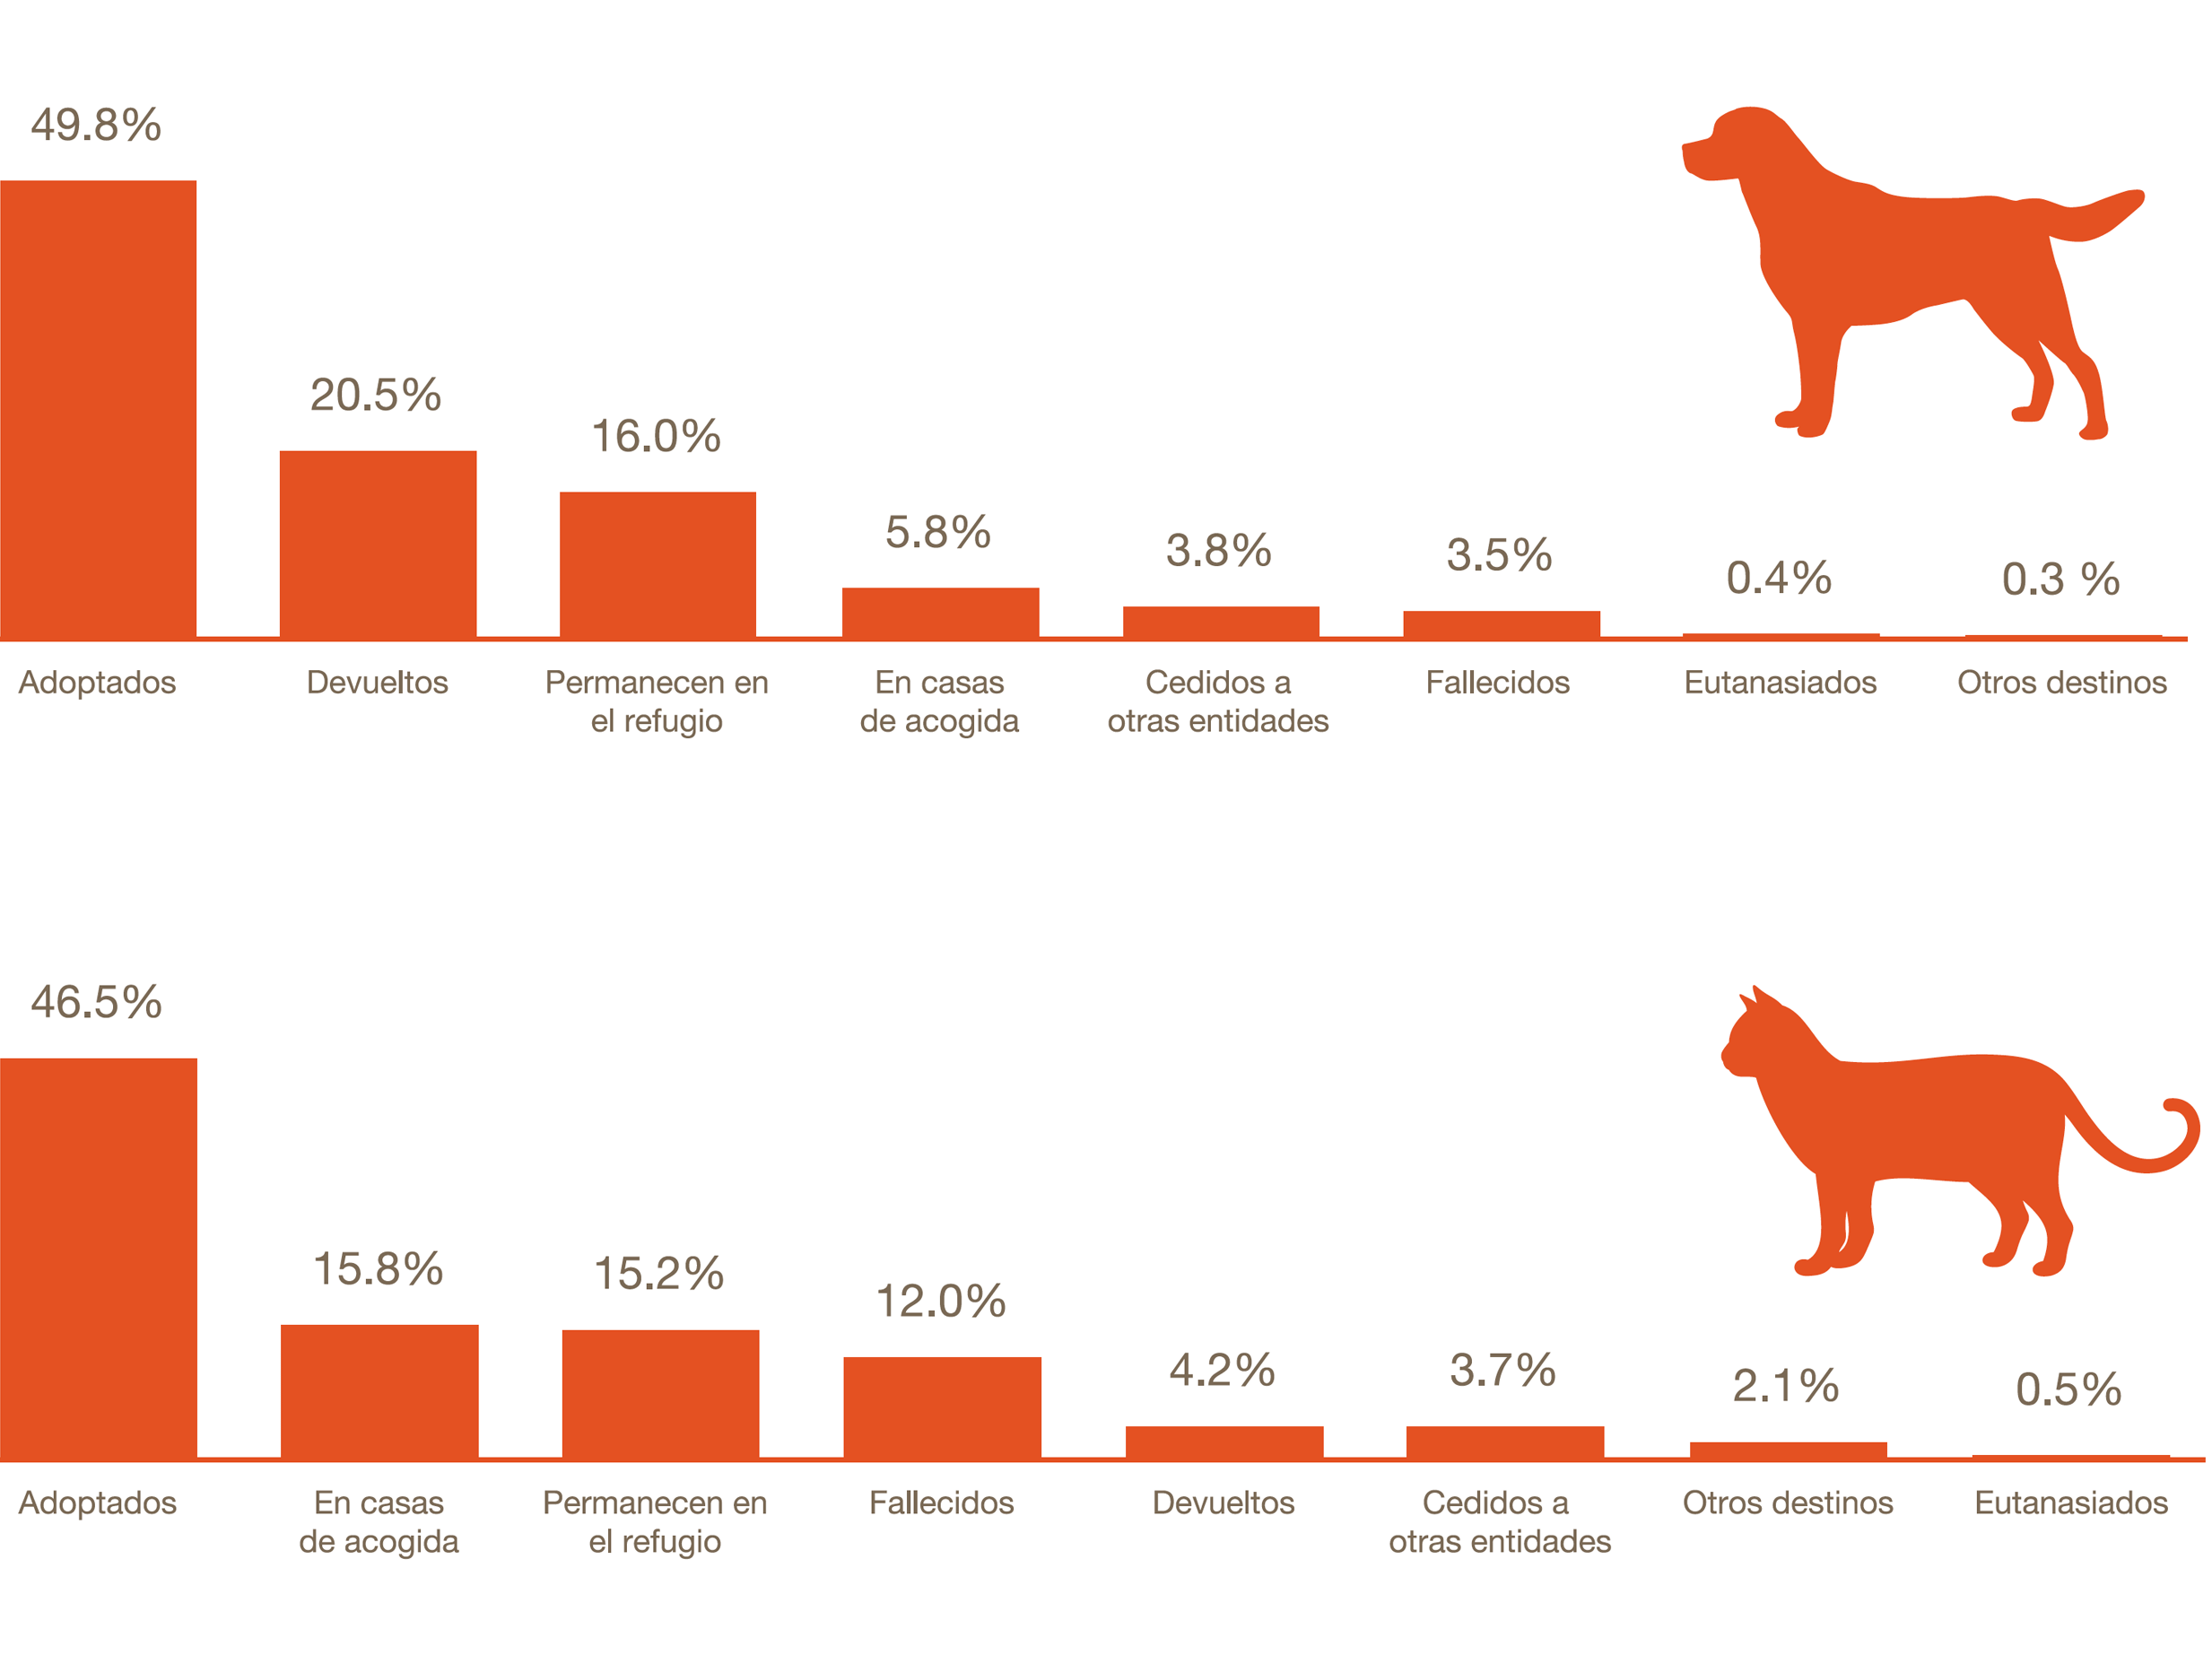 49.8%
20.5%
16.0%
5.8%
3.8%
3.5%
0.4%
0.3 %
Adoptados
Devueltos
Permanecen en
el refugio
En casas
de acogida
Cedidos a
otras entidades
Fallecidos
Eutanasiados
Otros destinos
46.5%
15.8%
15.2%
12.0%
4.2%
3.7%
2.1%
0.5%
Adoptados
En casas
de acogida
Permanecen en
el refugio
Fallecidos
Devueltos
Cedidos a
otras entidades
Otros destinos
Eutanasiados